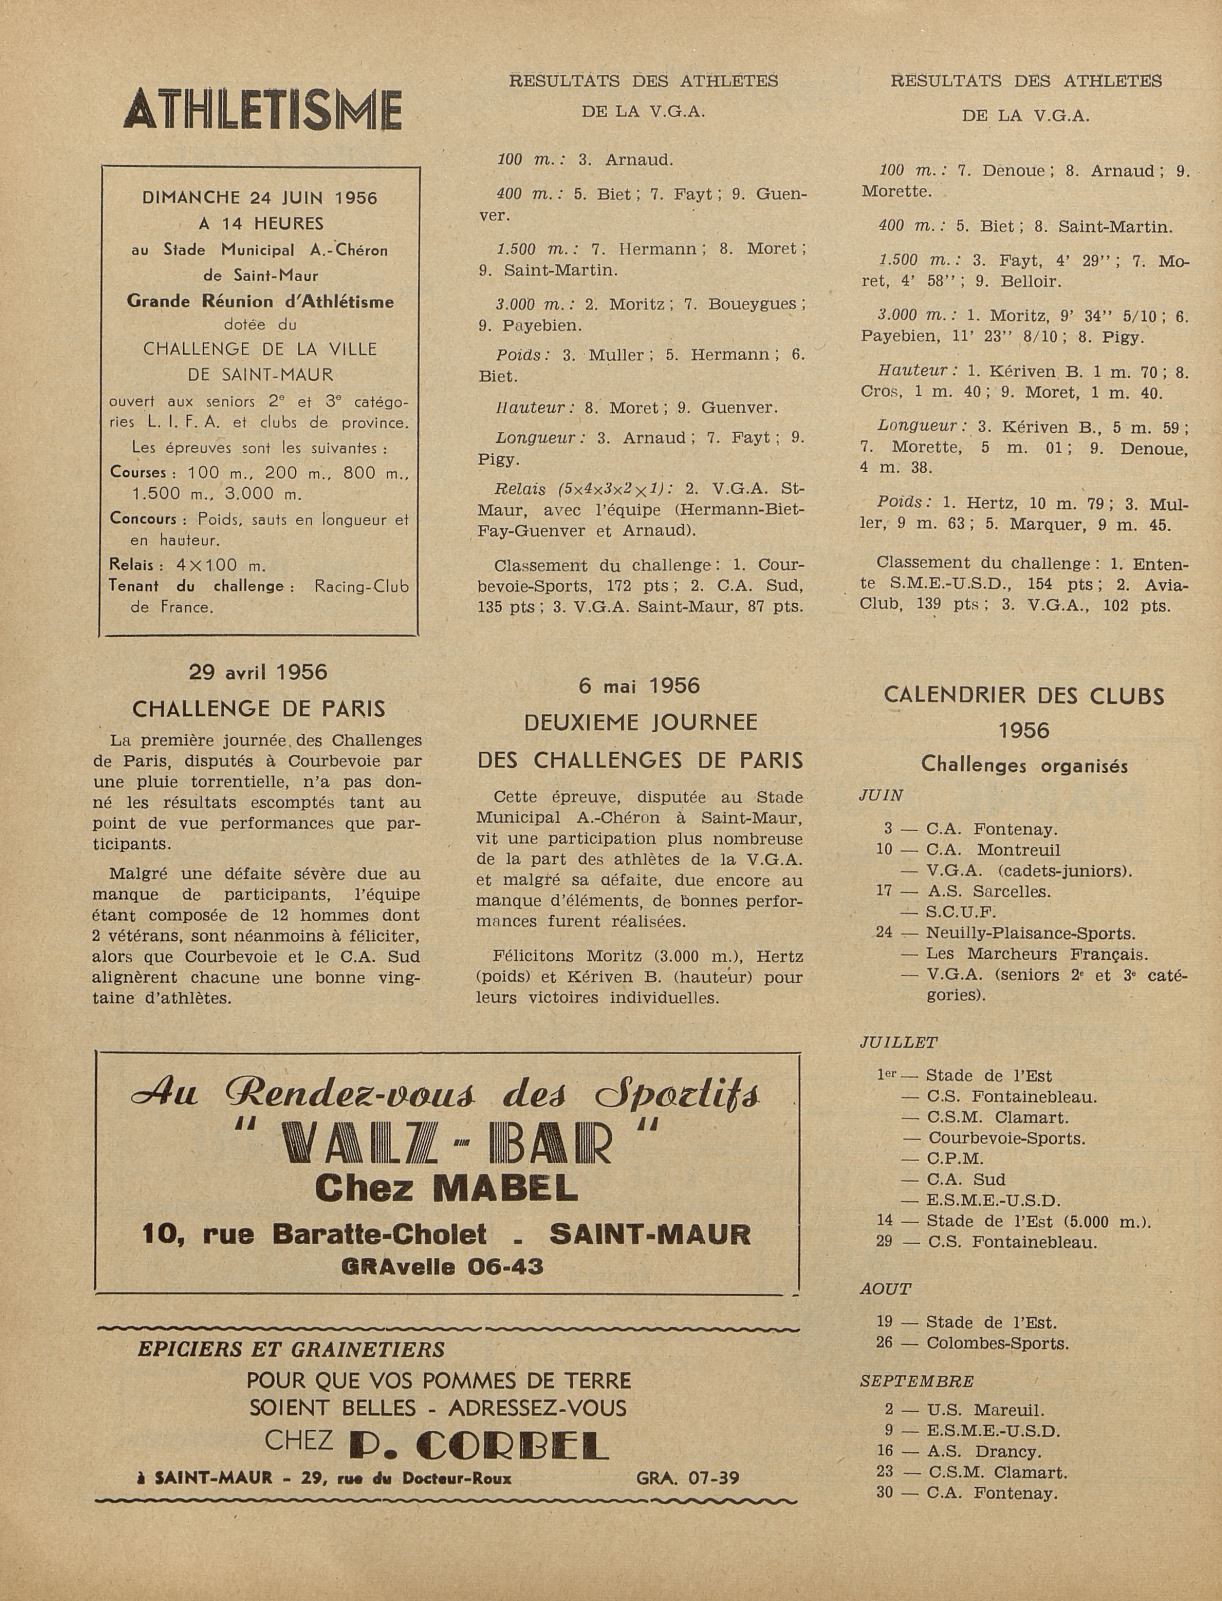 ATHLETISME
DIMANCHE 24 JUIN 1956
A 14 HEURES
au Stade Municipal A.-Chéron
de Saint-Maur
Grande Réunion d'Athlétisme
dotée du
CHALLENGE DE LA VILLE
DE SAINT-MAUR
ouvert aux seniors 2e et 3e catégo-
ries L. I. F. A. et clubs de province.
Les épreuves sont les suivantes :
Courses : 100 m., 200 m., 800 m.,
1.500 m., 3.000 m.
Concours : Poids, sauts en longueur et
en hauteur.
Relais : 4×100 m.
Tenant du challenge : Racing-Club
de France.
29 avril 1956
CHALLENGE DE PARIS
La première journée des Challenges
de Paris, disputés à Courbevoie par
une pluie torrentielle, n'a pas don-
né les résultats escomptés tant au
point de vue performances que par-
ticipants.
Malgré une défaite sévère due au
manque de participants, l'équipe
étant composée de 12 hommes dont
2 vétérans, sont néanmoins à féliciter,
alors que Courbevoie et le C.A. Sud
alignèrent chacune une bonne ving-
taine d'athlètes.
RESULTATS DES ATHLETES
DE LA V.G.A.
100 m. : 3. Arnaud.
400 m. : 5. Biet ; 7. Fayt ; 9. Guen-
ver.
1.500 m. : 7. Hermann ; 8. Moret ;
9. Saint-Martin.
3.000 m. : 2. Moritz ; 7. Boueygues ;
9. Payebien.
Poids : 3. Muller ; 5. Hermann ; 6.
Biet.
Hauteur : 8. Moret ; 9. Guenver.
Longueur : 3. Arnaud ; 7. Fayt ; 9.
Pigy.
Relais (5×4×3×2×1) : 2. V.G.A. St-
Maur, avec l'équipe (Hermann-Biet-
Fay-Guenver et Arnaud).
Classement du challenge : 1. Cour-
bevoie-Sports, 172 pts ; 2. C.A. Sud,
135 pts ; 3. V.G.A. Saint-Maur, 87 pts.
6 mai 1956
DEUXIEME JOURNEE
DES CHALLENGES DE PARIS
Cette épreuve, disputée au Stade
Municipal A.-Chéron à Saint-Maur,
vit une participation plus nombreuse
de la part des athlètes de la V.G.A.
et malgré sa défaite, due encore au
manque d'éléments, de bonnes perfor-
mances furent réalisées.
Félicitons Moritz (3.000 m.), Hertz
(poids) et Kériven B. (hauteur) pour
leurs victoires individuelles.
RESULTATS DES ATHLETES
DE LA V.G.A.
100 m. : 7. Denoue ; 8. Arnaud ; 9.
Morette.
400 m. : 5. Biet ; 8. Saint-Martin.
1.500 m. : 3. Fayt, 4' 29'' ; 7. Mo-
ret, 4' 58'' ; 9. Belloir.
3.000 m. : 1. Moritz, 9' 34'' 5/10 ; 6.
Payebien, 11' 23'' 8/10 ; 8. Pigy.
Hauteur : 1. Kériven B. 1 m. 70 ; 8.
Cros, 1 m. 40 ; 9. Moret, 1 m. 40.
Longueur : 3. Kériven B., 5 m. 59 ;
7. Morette, 5 m. 01 ; 9. Denoue,
4 m. 38.
Poids : 1. Hertz, 10 m. 79 ; 3. Mul-
ler, 9 m. 63 ; 5. Marquer, 9 m. 45.
Classement du challenge : 1. Enten-
te S.M.E.-U.S.D., 154 pts ; 2. Avia-
Club, 139 pts ; 3. V.G.A., 102 pts.
CALENDRIER DES CLUBS
1956
Challenges organisés
JUIN
3 — C.A. Fontenay.
10 — C.A. Montreuil
— V.G.A. (cadets-juniors).
17 — A.S. Sarcelles.
— S.C.U.F.
24 — Neuilly-Plaisance-Sports.
— Les Marcheurs Français.
— V.G.A. (seniors 2e et 3e caté-
gories).
JUILLET
1er — Stade de l'Est
— C.S. Fontainebleau.
— C.S.M. Clamart.
— Courbevoie-Sports.
— C.P.M.
— C.A. Sud
— E.S.M.E.-U.S.D.
14 — Stade de l'Est (5.000 m.).
29 — C.S. Fontainebleau.
AOUT
19 — Stade de l'Est.
26 — Colombes-Sports.
SEPTEMBRE
2 — U.S. Mareuil.
9 — E.S.M.E.-U.S.D.
16 — A.S. Drancy.
23 — C.S.M. Clamart.
30 — C.A. Fontenay.
Au Rendez-vous des Sportifs
" VALZ-BAR "
Chez MABEL
10, rue Baratte-Cholet - SAINT-MAUR
GRAvelle 06-43
EPICIERS ET GRAINETIERS
POUR QUE VOS POMMES DE TERRE
SOIENT BELLES - ADRESSEZ-VOUS
CHEZ P. CORBEL
à SAINT-MAUR - 29, rue du Docteur-Roux GRA. 07-39